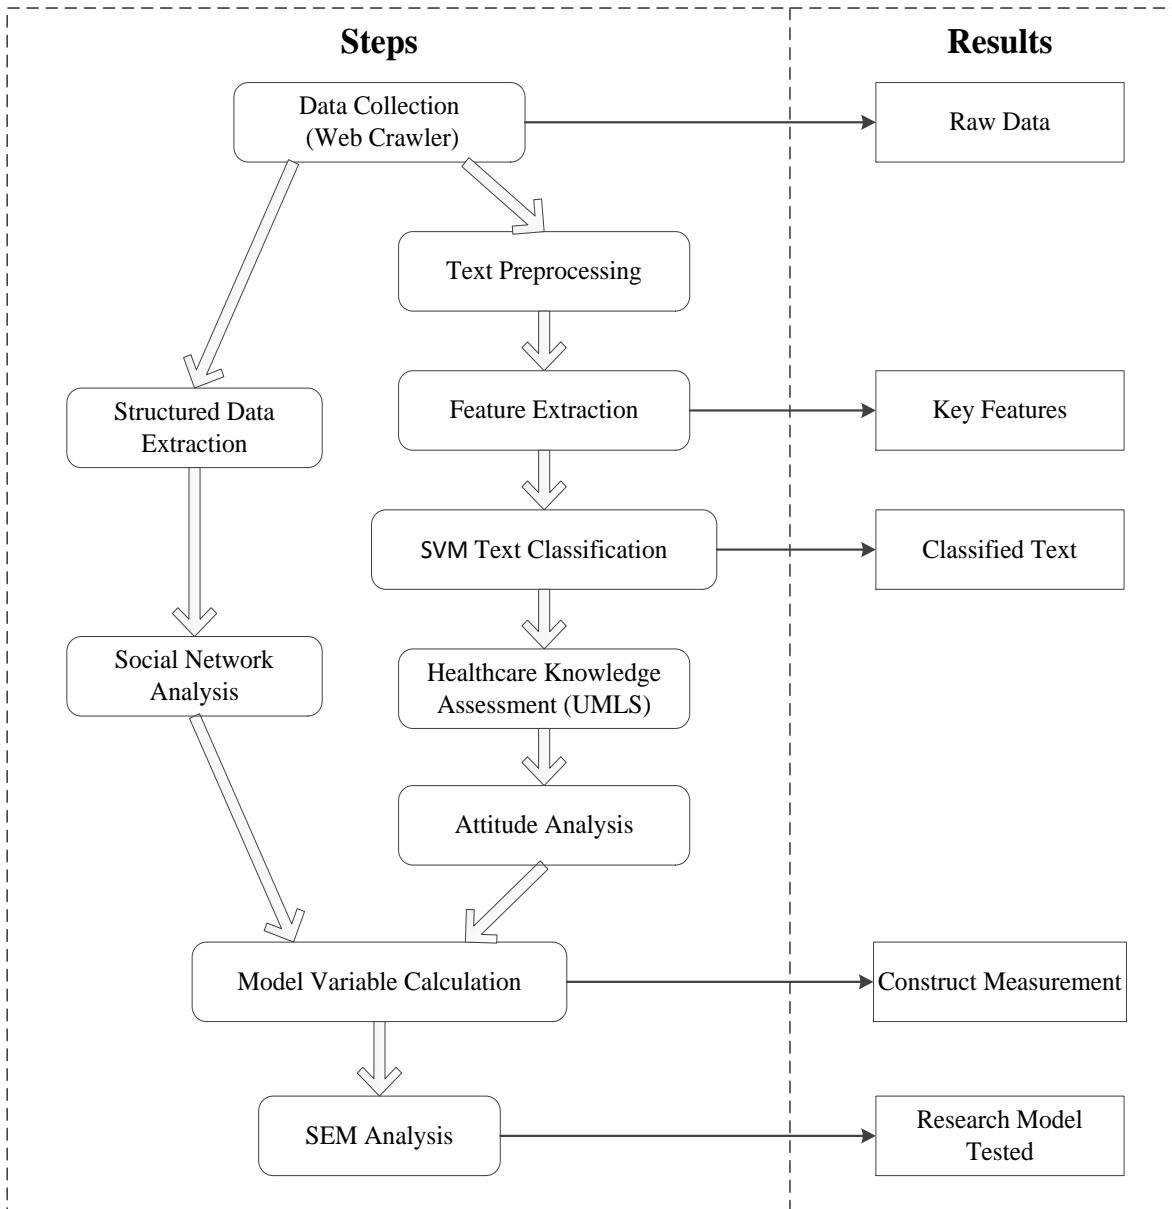 Steps
Results
Data Collection
(Web Crawler)
Raw Data
Text Preprocessing
Structured Data
Extraction
Feature Extraction
Key Features
SVM Text Classification
Classified Text
Social Network
Analysis
Healthcare Knowledge
Assessment (UMLS)
Attitude Analysis
Model Variable Calculation
Construct Measurement
SEM Analysis
Research Model
Tested